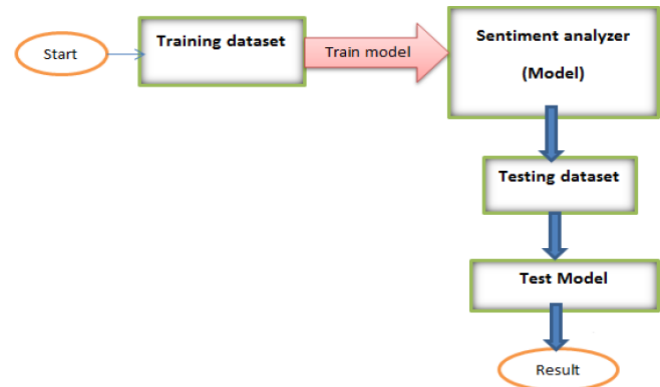 Start
Training dataset
Train model
Sentiment analyzer
(Model)
Testing dataset
Test Model
Result